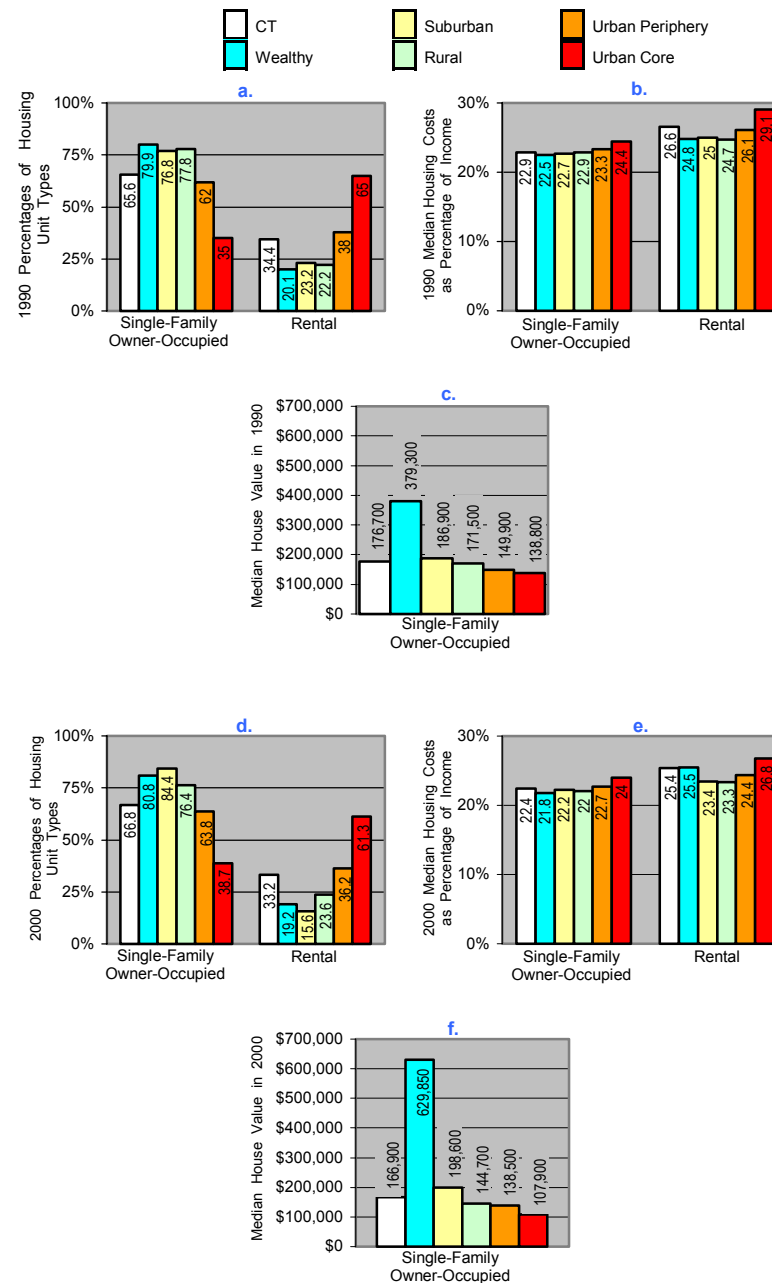 CT
Suburban
Urban Periphery
Wealthy
Rural
Urban Core
a.
1990 Percentages of Housing
Unit Types
100%
75%
50%
25%
0%
65.6
79.9
76.8
77.8
62
35
34.4
20.1
23.2
22.2
38
65
Single-Family
Owner-Occupied
Rental
b.
1990 Median Housing Costs
as Percentage of Income
30%
20%
10%
0%
22.9
22.5
22.7
22.9
23.3
24.4
26.6
24.8
25
24.7
26.1
29.1
Single-Family
Owner-Occupied
Rental
c.
Median House Value in 1990
$700,000
$600,000
$500,000
$400,000
$300,000
$200,000
$100,000
$0
176,700
379,300
186,900
171,500
149,900
138,800
Single-Family
Owner-Occupied
d.
2000 Percentages of Housing
Unit Types
100%
75%
50%
25%
0%
66.8
80.8
84.4
76.4
63.8
38.7
33.2
19.2
15.6
23.6
36.2
61.3
Single-Family
Owner-Occupied
Rental
e.
2000 Median Housing Costs
as Percentage of Income
30%
20%
10%
0%
22.4
21.8
22.2
22
22.7
24
25.4
25.5
23.4
23.3
24.4
26.8
Single-Family
Owner-Occupied
Rental
f.
Median House Value in 2000
$700,000
$600,000
$500,000
$400,000
$300,000
$200,000
$100,000
$0
166,900
629,850
198,600
144,700
138,500
107,900
Single-Family
Owner-Occupied